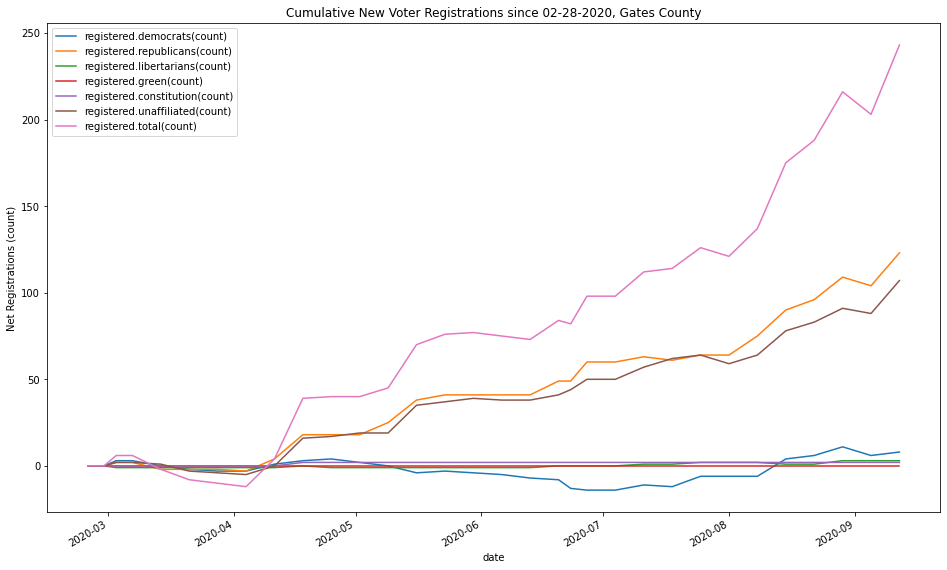 Cumulative New Voter Registrations since 02-28-2020, Gates County
registered.democrats(count)
registered.republicans(count)
registered.libertarians(count)
registered.green(count)
registered.constitution(count)
registered.unaffiliated(count)
registered.total(count)
Net Registrations (count)
250
200
150
100
50
0
2020-03
2020-04
2020-05
2020-06
2020-07
2020-08
2020-09
date